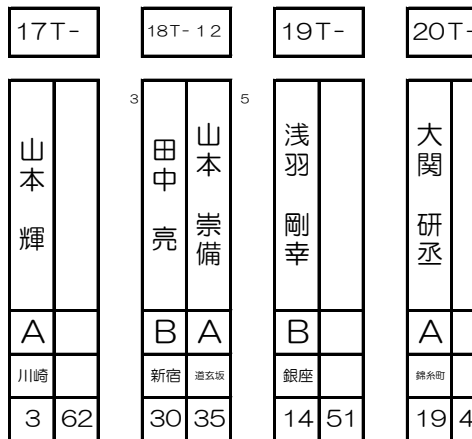 17T-
18T-12
19T-
20T-
3
5
山本 輝
田中 亮
山本 崇備
浅羽 剛幸
大関 研丞
A
B
A
B
A
川崎
新宿
道玄坂
銀座
錦糸町
3
62
30
35
14
51
19